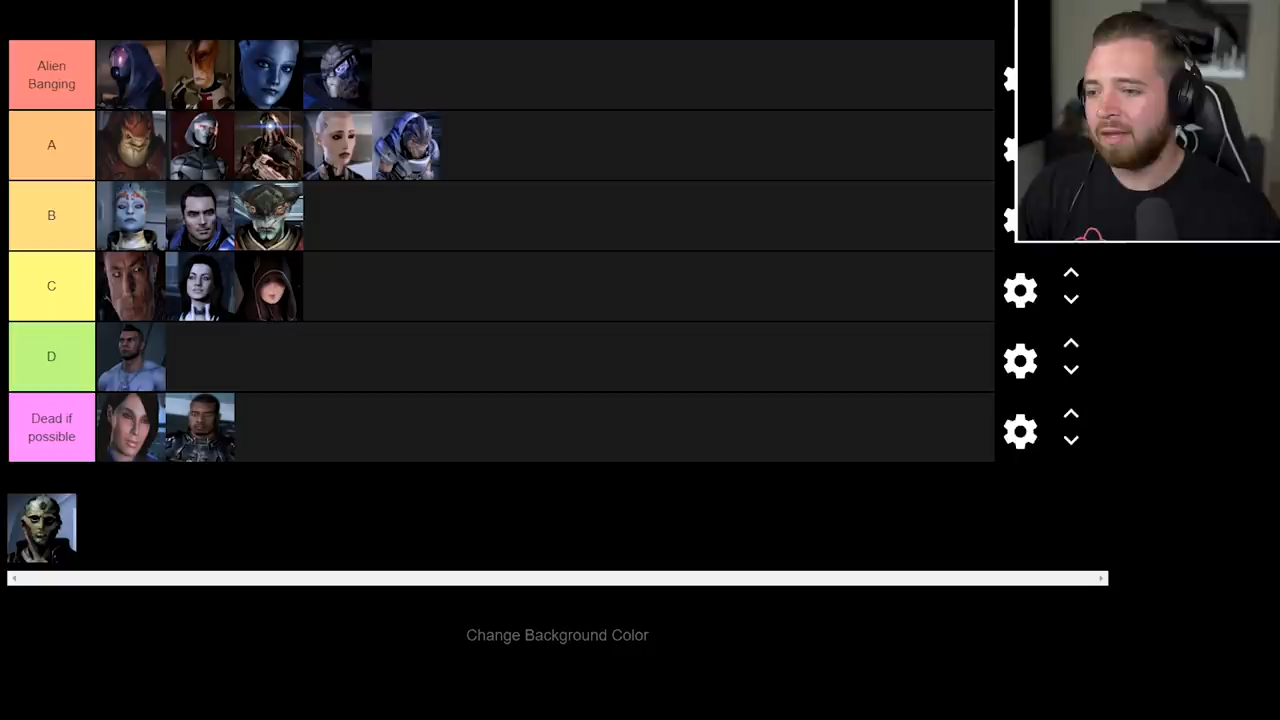 Alien
Banging
A
B
C
D
Dead if
possible
Change Background Color